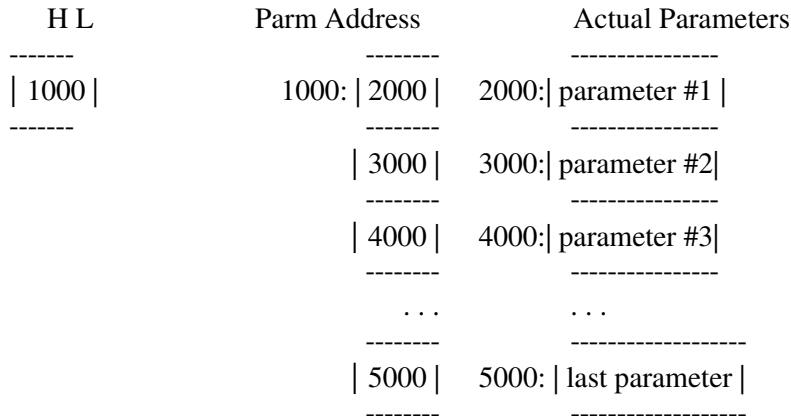 H L Parm Address Actual Parameters
------- -------- ----------------
| 1000 | 1000: | 2000 | 2000:| parameter #1 |
------- -------- ----------------
| 3000 | 3000:| parameter #2|
-------- ----------------
| 4000 | 4000:| parameter #3|
-------- ----------------
. . . . . .
-------- -------------------
| 5000 | 5000: | last parameter |
-------- -------------------